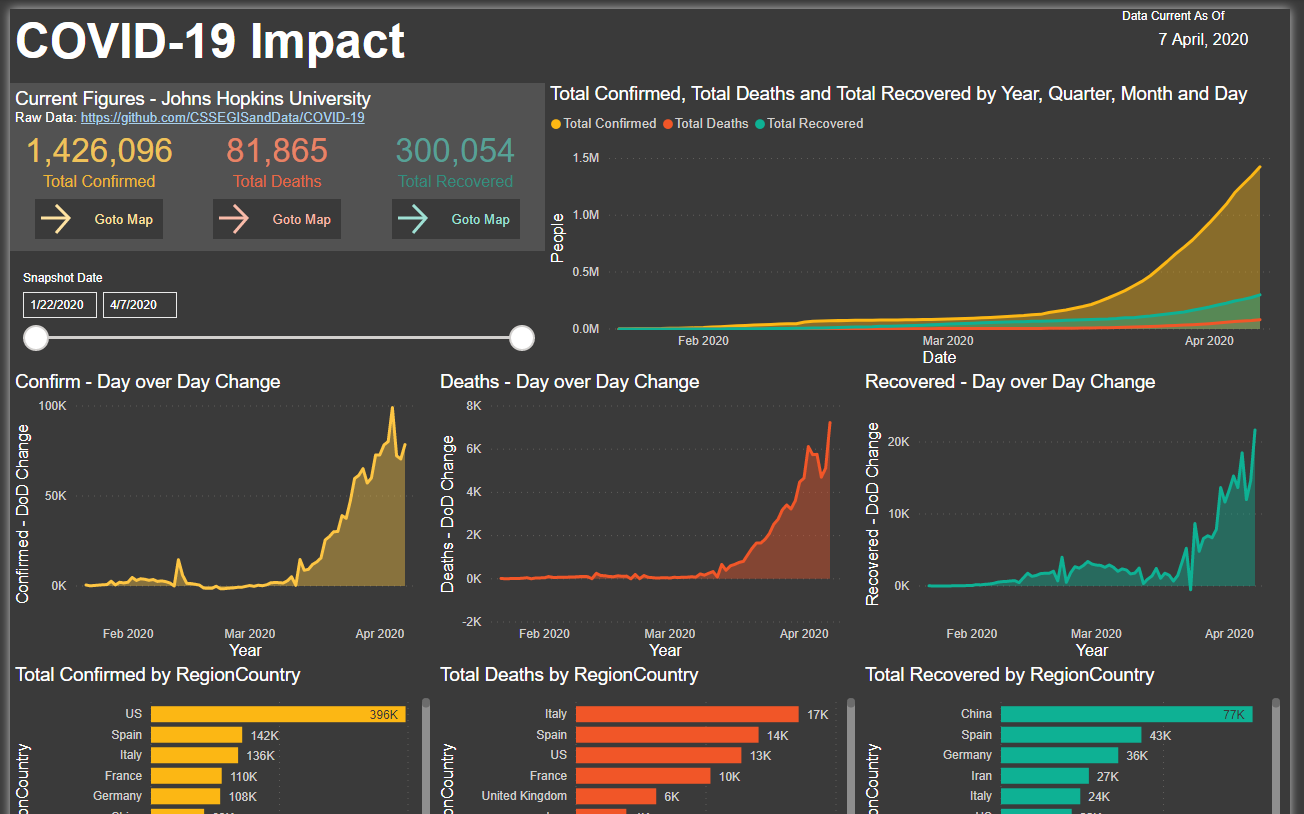 COVID-19 Impact
Data Current As Of
7 April, 2020
Current Figures - Johns Hopkins University
Raw Data: https://github.com/CSSEGISandData/COVID-19
1,426,096
Total Confirmed
Goto Map
81,865
Total Deaths
Goto Map
300,054
Total Recovered
Goto Map
Snapshot Date
1/22/2020
4/7/2020
Total Confirmed, Total Deaths and Total Recovered by Year, Quarter, Month and Day
Total Confirmed Total Deaths Total Recovered
People
1.5M
1.0M
0.5M
0.0M
Feb 2020 Mar 2020 Apr 2020
Date
Confirm - Day over Day Change
Confirmed - DoD Change
100K
50K
0K
Feb 2020 Mar 2020 Apr 2020
Year
Deaths - Day over Day Change
Deaths - DoD Change
8K
6K
4K
2K
0K
-2K
Feb 2020 Mar 2020 Apr 2020
Year
Recovered - Day over Day Change
Recovered - DoD Change
20K
10K
0K
Feb 2020 Mar 2020 Apr 2020
Year
Total Confirmed by RegionCountry
US 396K
Spain 142K
Italy 136K
France 110K
Germany 108K
Total Deaths by RegionCountry
Italy 17K
Spain 14K
US 13K
France 10K
United Kingdom 6K
Total Recovered by RegionCountry
China 77K
Spain 43K
Germany 36K
Iran 27K
Italy 24K